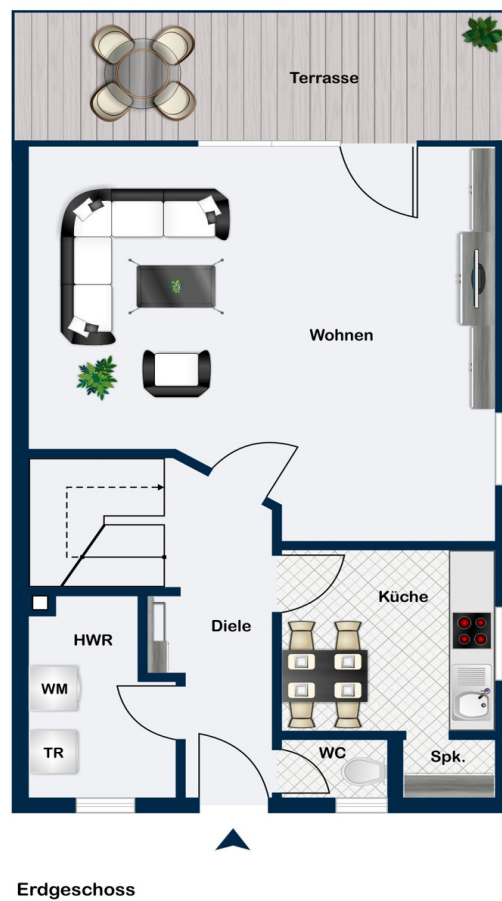 Terrasse
Wohnen
Küche
Diele
HWR
WM
TR
WC
Spk.
Erdgeschoss